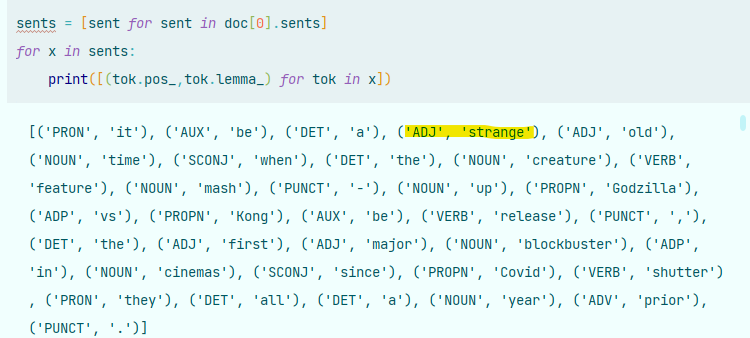 sents = [sent for sent in doc[0].sents]
for x in sents:
    print([(tok.pos_,tok.lemma_) for tok in x])
[('PRON', 'it'), ('AUX', 'be'), ('DET', 'a'), ('ADJ', 'strange'), ('ADJ', 'old'),
('NOUN', 'time'), ('SCONJ', 'when'), ('DET', 'the'), ('NOUN', 'creature'), ('VERB',
'feature'), ('NOUN', 'mash'), ('PUNCT', '-'), ('NOUN', 'up'), ('PROPN', 'Godzilla'),
('ADP', 'vs'), ('PROPN', 'Kong'), ('AUX', 'be'), ('VERB', 'release'), ('PUNCT', ','),
('DET', 'the'), ('ADJ', 'first'), ('ADJ', 'major'), ('NOUN', 'blockbuster'), ('ADP',
'in'), ('NOUN', 'cinemas'), ('SCONJ', 'since'), ('PROPN', 'Covid'), ('VERB', 'shutter')
, ('PRON', 'they'), ('DET', 'all'), ('DET', 'a'), ('NOUN', 'year'), ('ADV', 'prior'),
('PUNCT', '.')]